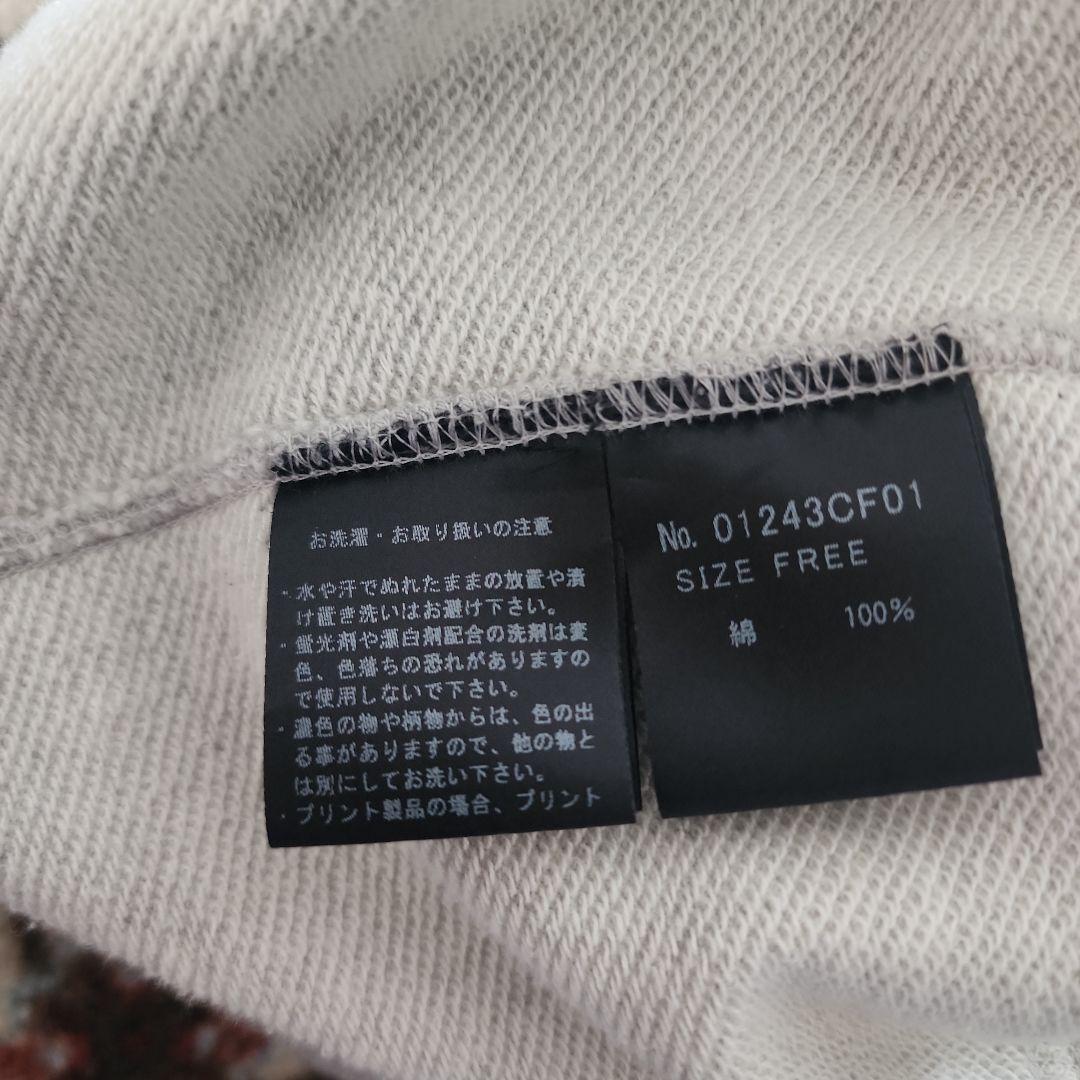 お洗濯・お取り扱いの注意
・水や汗でぬれたままの放置や漬
け置き洗いはお避け下さい。
・蛍光剤や漂白剤配合の洗剤は変
色、色落ちの恐れがありますの
で使用しないで下さい。
・濃色の物や柄物からは、色の出
る事がありますので、他の物と
は別にしてお洗い下さい。
・プリント製品の場合、プリント
No. 01243CF01
SIZE FREE
綿 100%